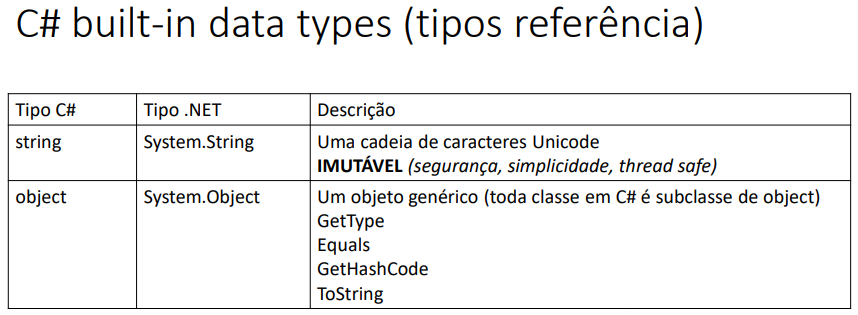 C# built-in data types (tipos referência)
Tipo C# Tipo .NET Descrição
string System.String Uma cadeia de caracteres Unicode
IMUTÁVEL (segurança, simplicidade, thread safe)
object System.Object Um objeto genérico (toda classe em C# é subclasse de object)
GetType
Equals
GetHashCode
ToString